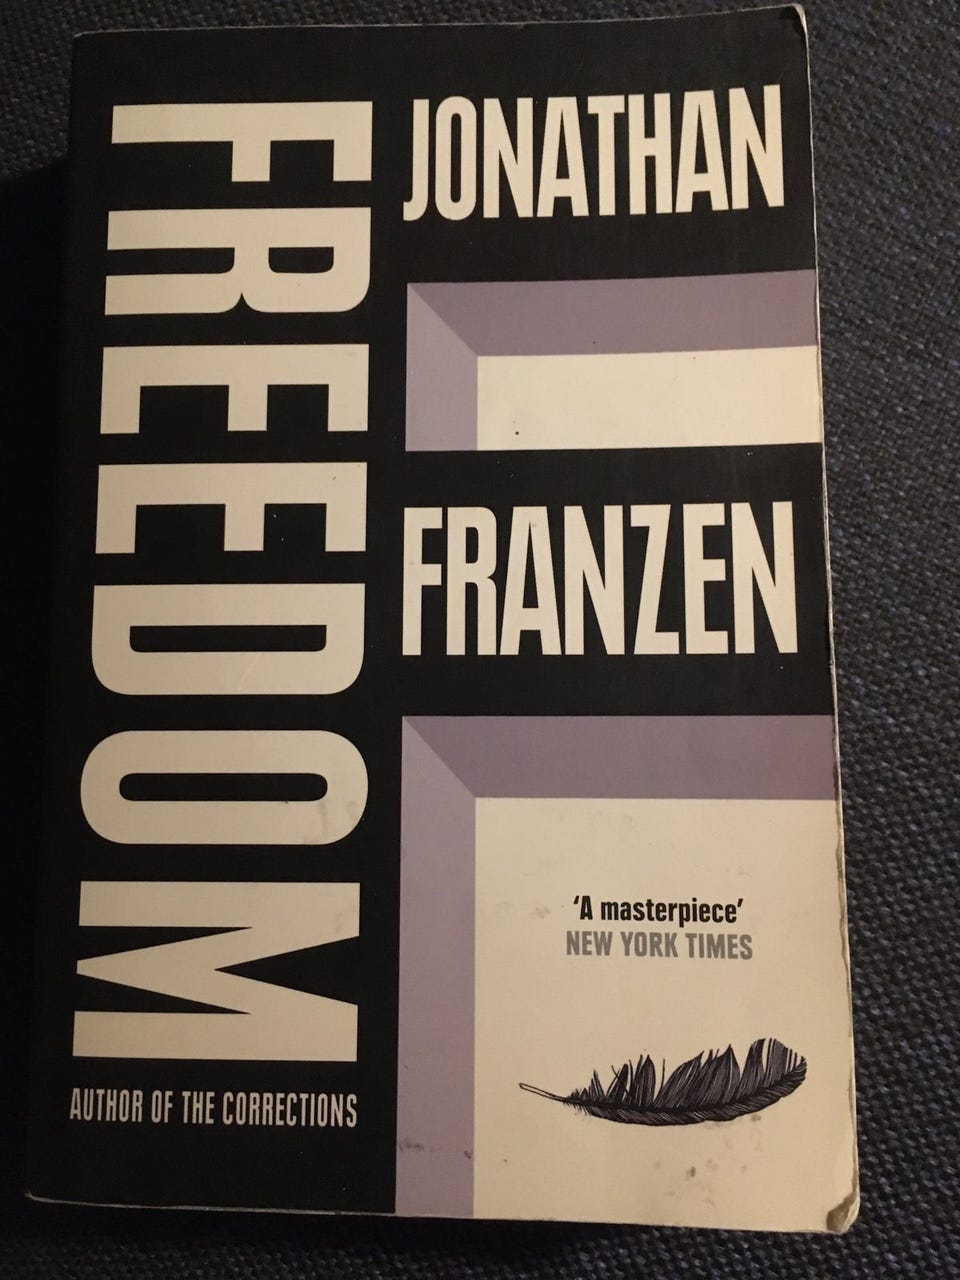 FREEDOM
JONATHAN
FRANZEN
'A masterpiece'
NEW YORK TIMES
AUTHOR OF THE CORRECTIONS